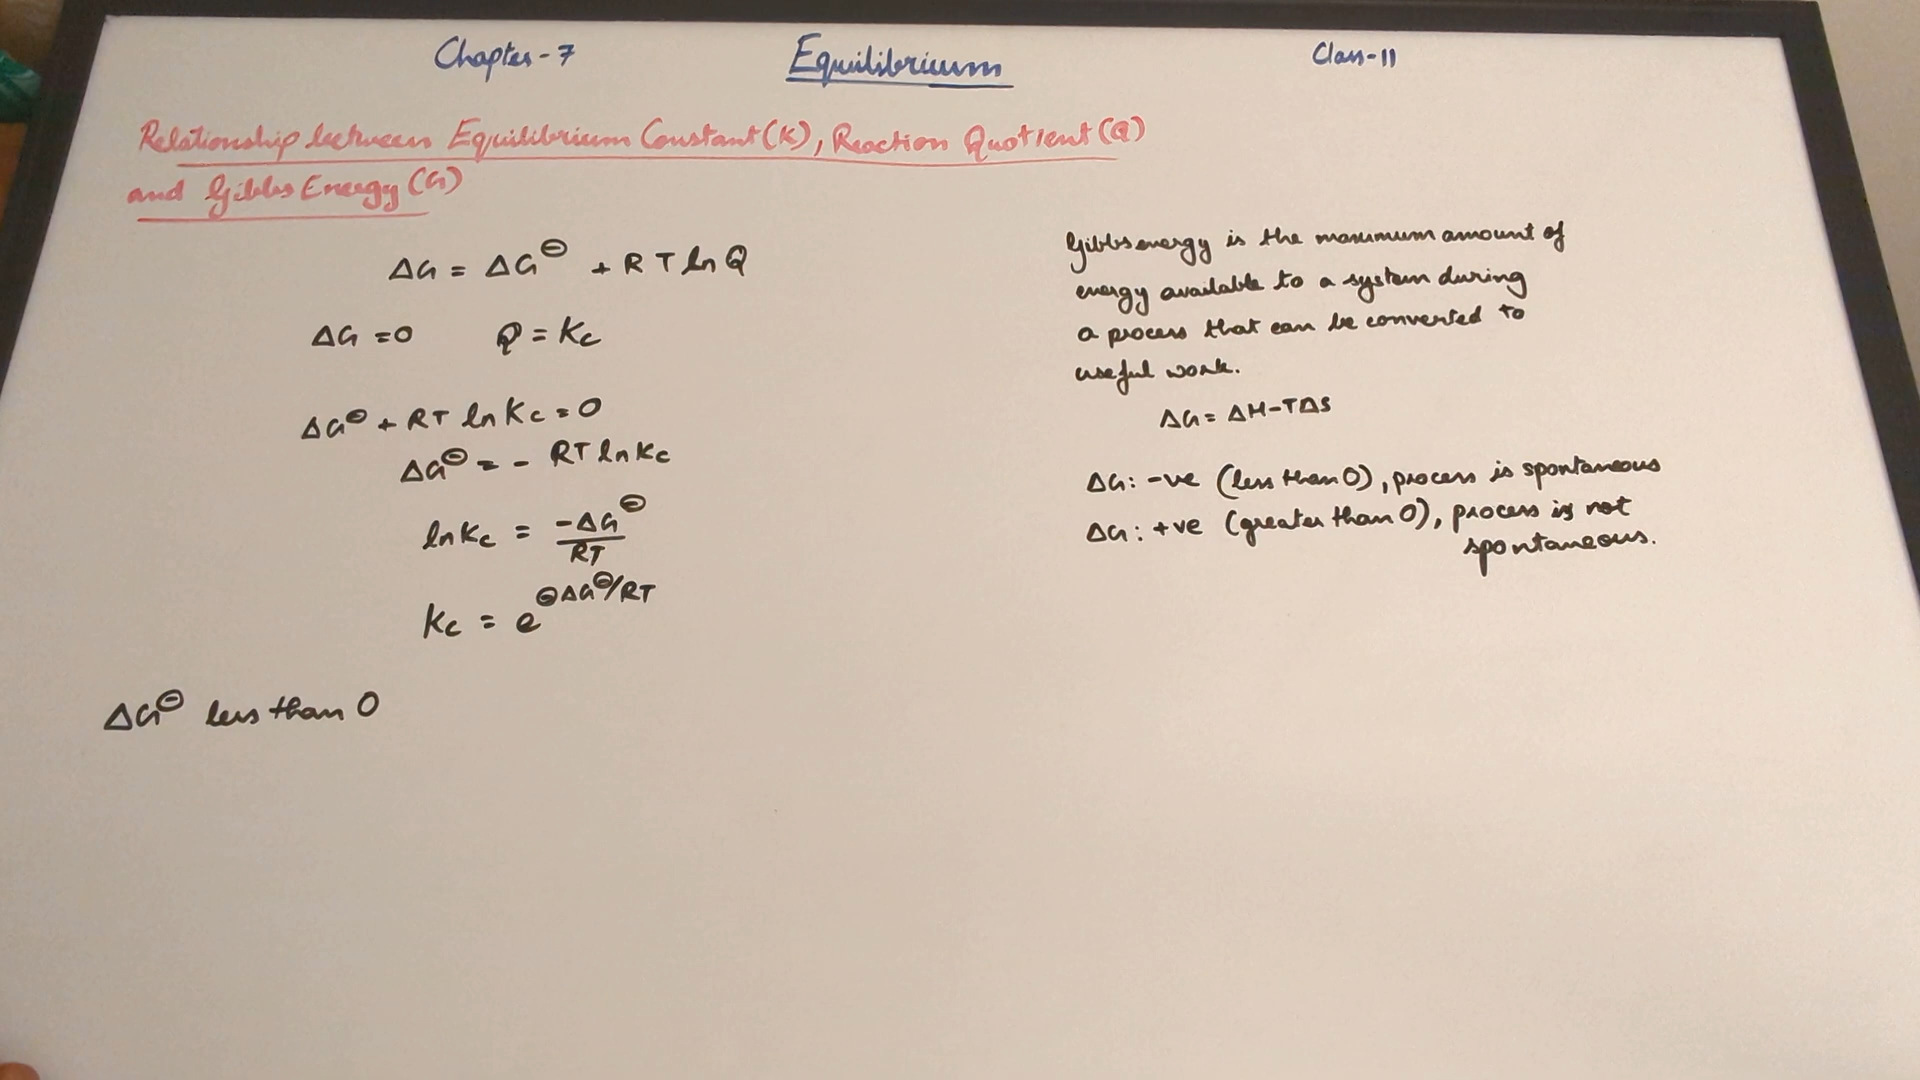 Chapter-7
Equilibrium
Class-11
Relationship between Equilibrium Constant(K), Reaction Quotient(Q)
and Gibbs Energy(G)
ΔG = ΔG⊖ + RT ln Q
ΔG = 0 Q = Kc
ΔG⊖ + RT ln Kc = 0
ΔG⊖ = - RT ln Kc
ln Kc = -ΔG⊖/RT
Kc = e^⊖ΔG⊖/RT
ΔG⊖ less than 0
Gibbs energy is the maximum amount of
energy available to a system during
a process that can be converted to
useful work.
ΔG = ΔH-TΔS
ΔG: -ve (less than 0), process is spontaneous
ΔG: +ve (greater than 0), process is not
spontaneous.